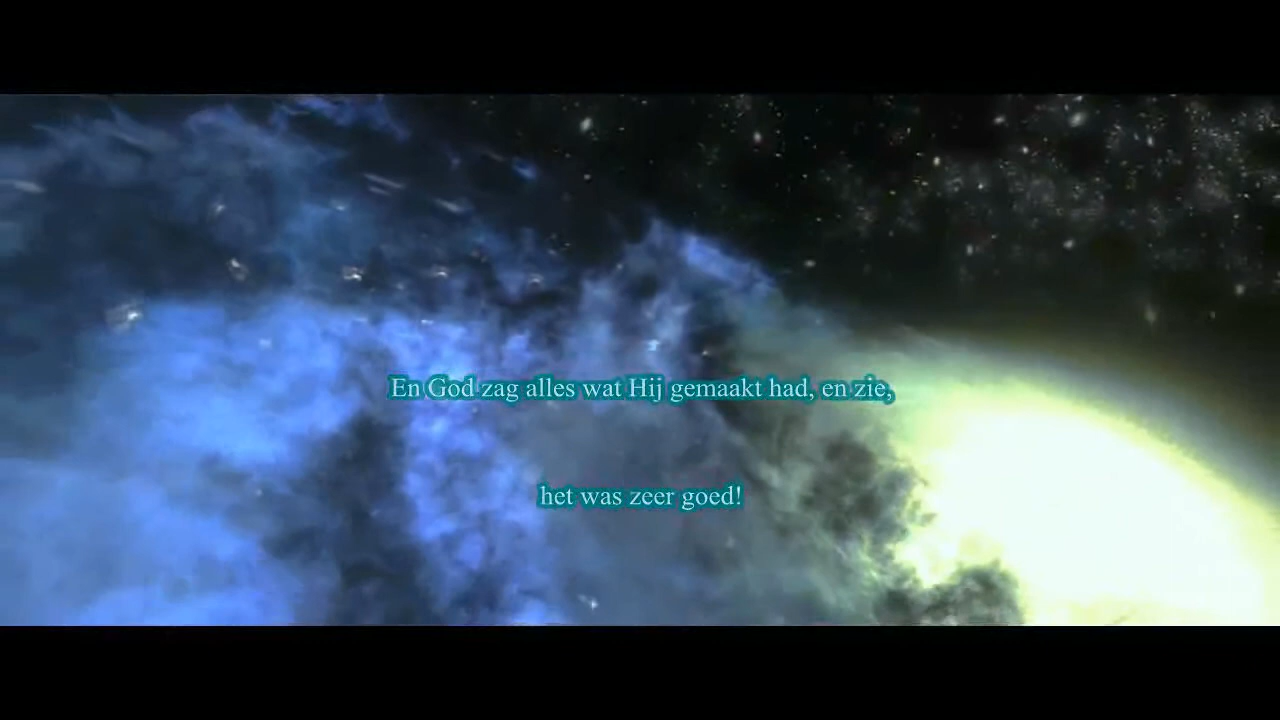 En God zag alles wat Hij gemaakt had, en zie,
het was zeer goed!